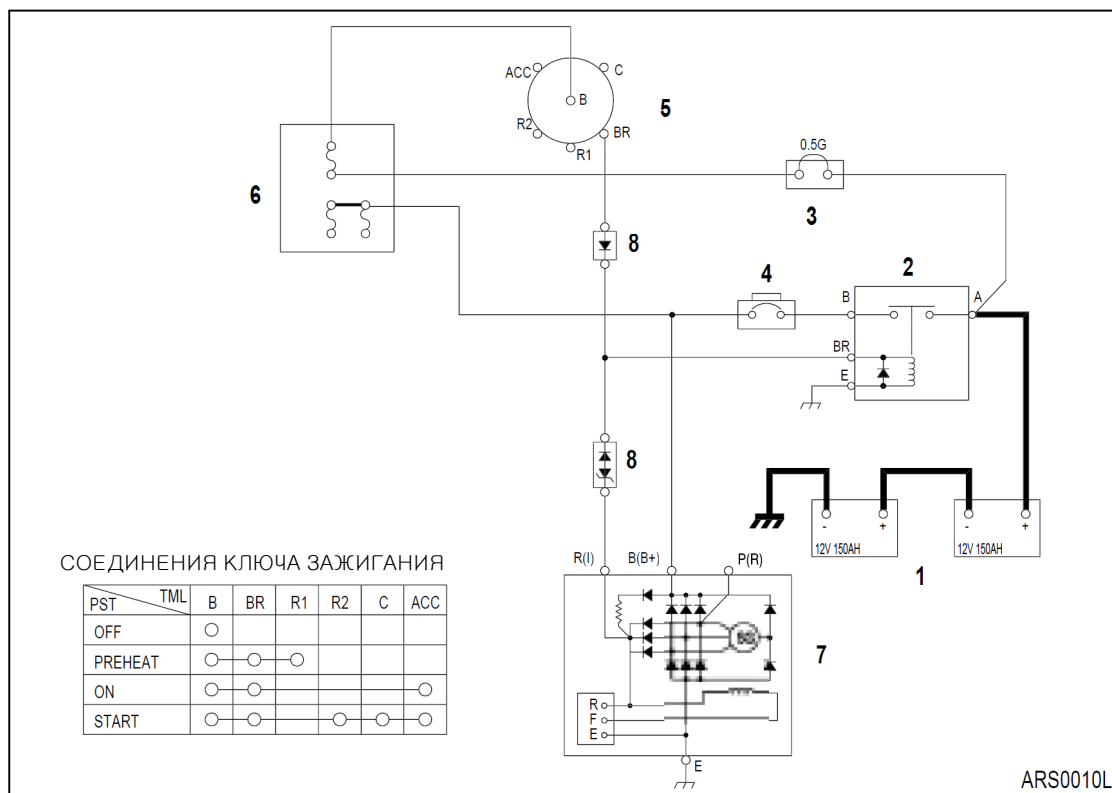 ACC
C
B
5
R2
BR
R1
0.5G
6
3
8
4
2
B
A
BR
E
8
-
+
-
+
12V 150AH
12V 150AH
1
R(I)
B(B+)
P(R)
7
R
F
E
E
СОЕДИНЕНИЯ КЛЮЧА ЗАЖИГАНИЯ
PST TML B BR R1 R2 C ACC
OFF
PREHEAT
ON
START
ARS0010L